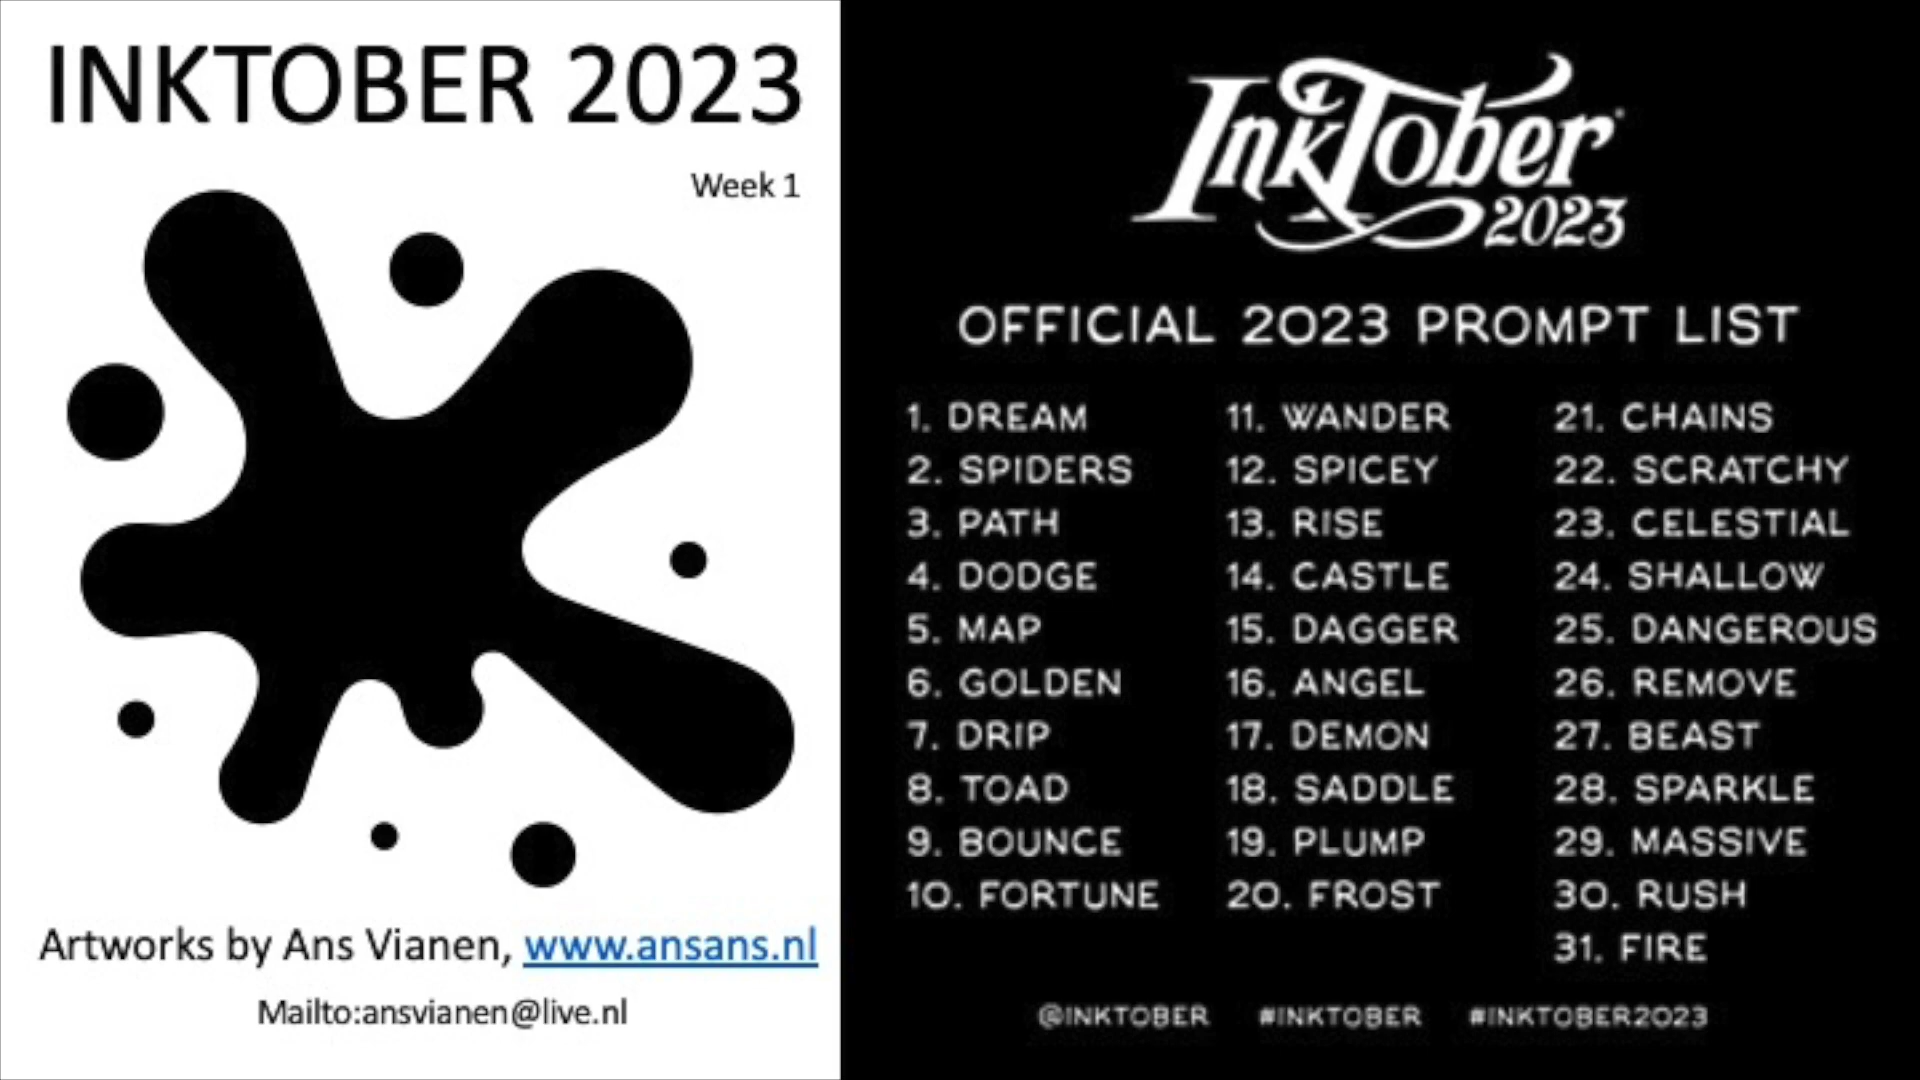 INKTOBER 2023
Week 1
Artworks by Ans Vianen, www.ansans.nl
Mailto:ansvianen@live.nl
InkTober
2023
OFFICIAL 2023 PROMPT LIST
1. DREAM
2. SPIDERS
3. PATH
4. DODGE
5. MAP
6. GOLDEN
7. DRIP
8. TOAD
9. BOUNCE
10. FORTUNE
11. WANDER
12. SPICEY
13. RISE
14. CASTLE
15. DAGGER
16. ANGEL
17. DEMON
18. SADDLE
19. PLUMP
20. FROST
21. CHAINS
22. SCRATCHY
23. CELESTIAL
24. SHALLOW
25. DANGEROUS
26. REMOVE
27. BEAST
28. SPARKLE
29. MASSIVE
30. RUSH
31. FIRE
@INKTOBER #INKTOBER #INKTOBER2023